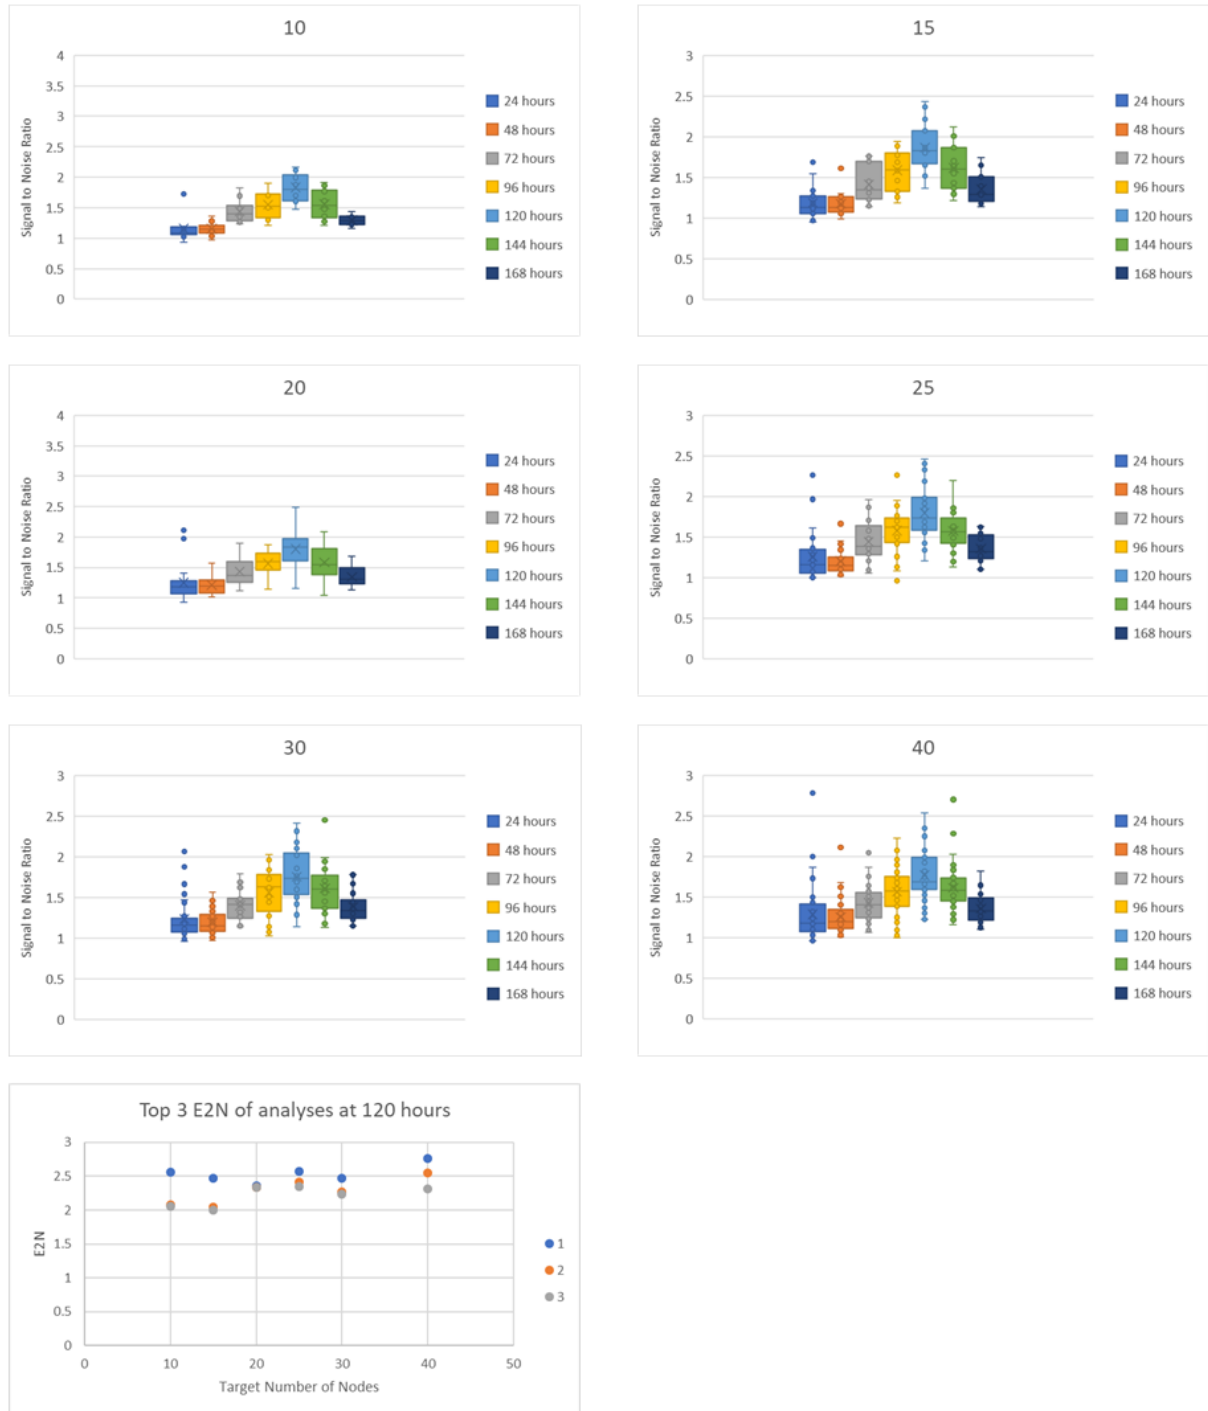 10
4
3.5
3
2.5
2
1.5
1
0.5
0
Signal to Noise Ratio
24 hours
48 hours
72 hours
96 hours
120 hours
144 hours
168 hours
15
3
2.5
2
1.5
1
0.5
0
Signal to Noise Ratio
24 hours
48 hours
72 hours
96 hours
120 hours
144 hours
168 hours
20
4
3.5
3
2.5
2
1.5
1
0.5
0
Signal to Noise Ratio
24 hours
48 hours
72 hours
96 hours
120 hours
144 hours
168 hours
25
3
2.5
2
1.5
1
0.5
0
Signal to Noise Ratio
24 hours
48 hours
72 hours
96 hours
120 hours
144 hours
168 hours
30
3
2.5
2
1.5
1
0.5
0
Signal to Noise Ratio
24 hours
48 hours
72 hours
96 hours
120 hours
144 hours
168 hours
40
3
2.5
2
1.5
1
0.5
0
Signal to Noise Ratio
24 hours
48 hours
72 hours
96 hours
120 hours
144 hours
168 hours
Top 3 E2N of analyses at 120 hours
3
2.5
2
1.5
1
0.5
0
E2N
0 10 20 30 40 50
Target Number of Nodes
1
2
3